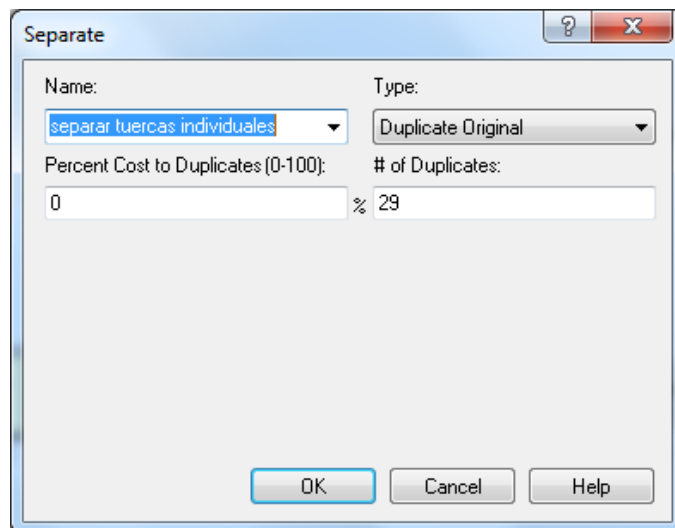 Separate
Name: Type:
separar tuercas individuales Duplicate Original
Percent Cost to Duplicates (0-100): # of Duplicates:
0 % 29
OK Cancel Help